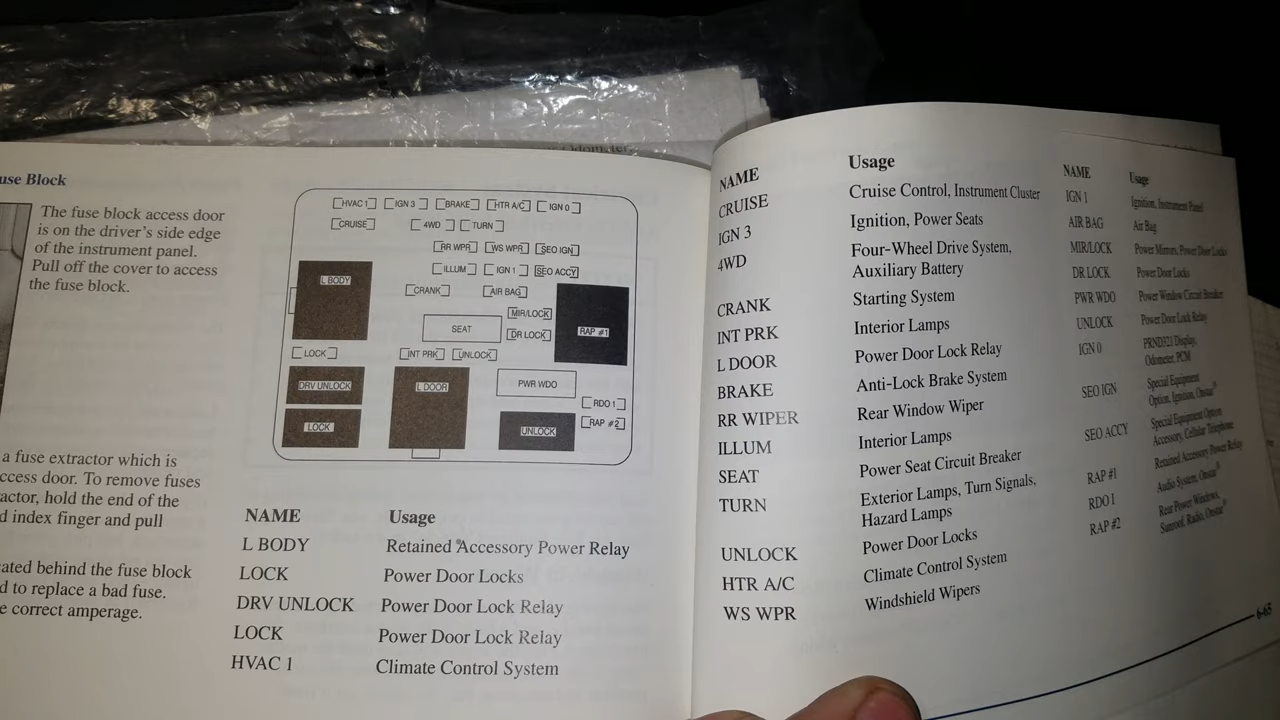 use Block
The fuse block access door
is on the driver's side edge
of the instrument panel.
Pull off the cover to access
the fuse block.
a fuse extractor which is
ccess door. To remove fuses
ractor, hold the end of the
d index finger and pull
ated behind the fuse block
d to replace a bad fuse.
e correct amperage.
HVAC 1 IGN 3 BRAKE HTR A/C IGN 0
CRUISE 4WD TURN
RR WPR WS WPR SEO IGN
L BODY ILLUM IGN 1 SEO ACCY
CRANK AIR BAG
MIR/LOCK
SEAT DR LOCK RAP #1
LOCK INT PRK UNLOCK
DRV UNLOCK L DOOR PWR WDO
RDO 1
LOCK UNLOCK RAP #2
NAME Usage
L BODY Retained Accessory Power Relay
LOCK Power Door Locks
DRV UNLOCK Power Door Lock Relay
LOCK Power Door Lock Relay
HVAC 1 Climate Control System
Odometer
NAME Usage
CRUISE Cruise Control, Instrument Cluster
IGN 3 Ignition, Power Seats
4WD Four-Wheel Drive System,
Auxiliary Battery
CRANK Starting System
INT PRK Interior Lamps
L DOOR Power Door Lock Relay
BRAKE Anti-Lock Brake System
RR WIPER Rear Window Wiper
ILLUM Interior Lamps
SEAT Power Seat Circuit Breaker
TURN Exterior Lamps, Turn Signals,
Hazard Lamps
UNLOCK Power Door Locks
HTR A/C Climate Control System
WS WPR Windshield Wipers
NAME Usage
IGN 1 Ignition, Instrument Panel
AIR BAG Air Bag
MIR/LOCK Power Mirrors, Power Door Locks
DR LOCK Power Door Locks
PWR WDO Power Window Circuit Breaker
UNLOCK Power Door Lock Relay
IGN 0 PRND321 Display,
Odometer, PCM
SEO IGN Special Equipment
Option, Ignition, Onstar®
SEO ACCY Special Equipment Option
Accessory, Cellular Telephone
RAP #1 Retained Accessory Power Relay
RDO 1 Audio System, Onstar®
RAP #2 Rear Power Windows,
Sunroof, Radio, Onstar®
6-65